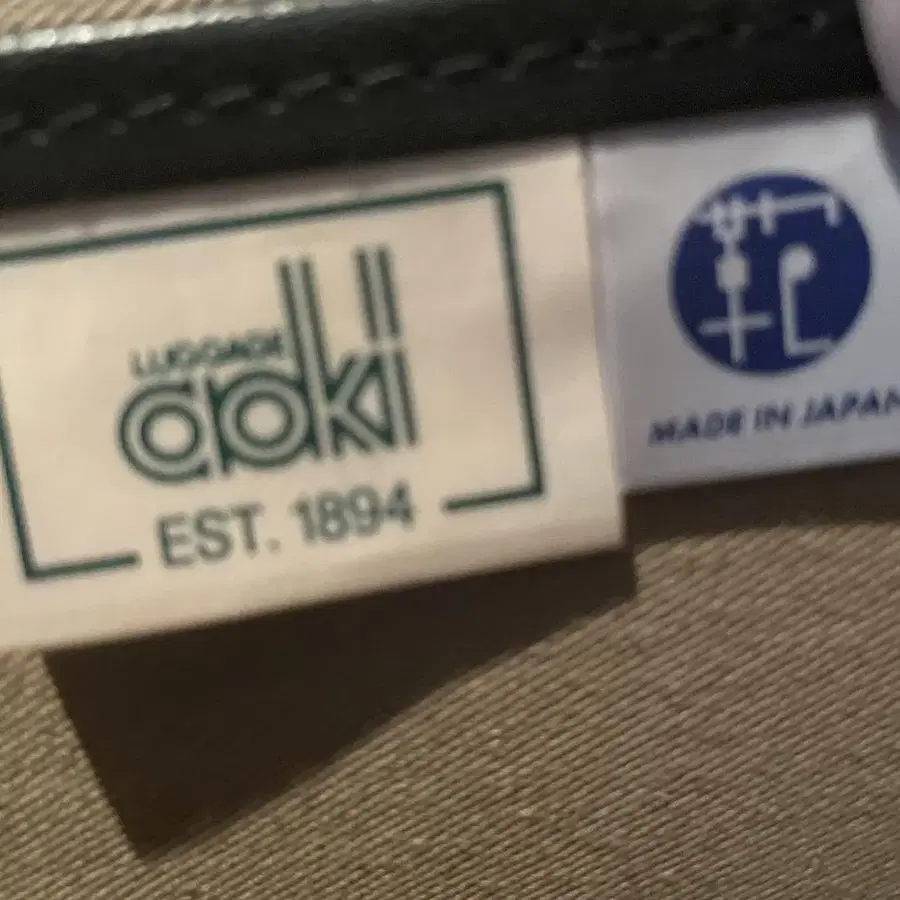 LUGGAGE
aoki
EST. 1894
MADE IN JAPAN